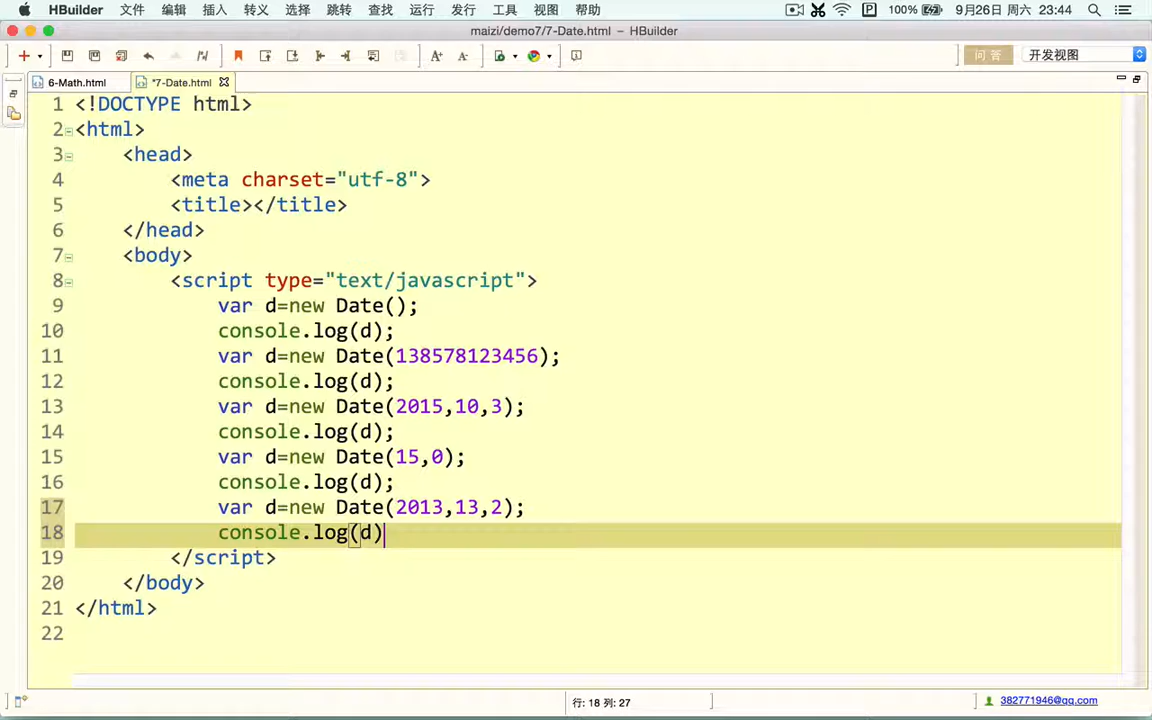 HBuilder 文件 编辑 插入 转义 选择 跳转 查找 运行 发行 工具 视图 帮助 P 100% 9月26日 周六 23:44
maizi/demo7/7-Date.html – HBuilder
A+ A- 问答 开发视图
6-Math.html *7-Date.html
1 <!DOCTYPE html>
2 <html>
3 <head>
4 <meta charset="utf-8">
5 <title></title>
6 </head>
7 <body>
8 <script type="text/javascript">
9 var d=new Date();
10 console.log(d);
11 var d=new Date(138578123456);
12 console.log(d);
13 var d=new Date(2015,10,3);
14 console.log(d);
15 var d=new Date(15,0);
16 console.log(d);
17 var d=new Date(2013,13,2);
18 console.log(d)
19 </script>
20 </body>
21 </html>
22
行: 18 列: 27
382771946@qq.com